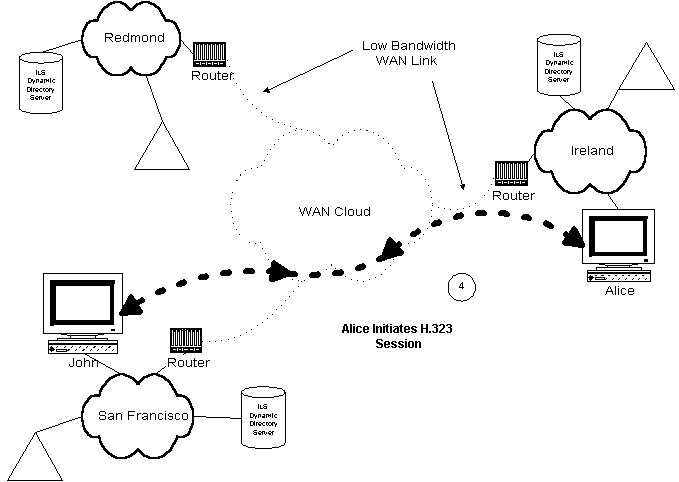 Redmond
ILS
Dynamic
Directory
Server
Router
Low Bandwidth
WAN Link
ILS
Dynamic
Directory
Server
Ireland
Router
WAN Cloud
Alice
4
Alice Initiates H.323
Session
John
Router
San Francisco
ILS
Dynamic
Directory
Server